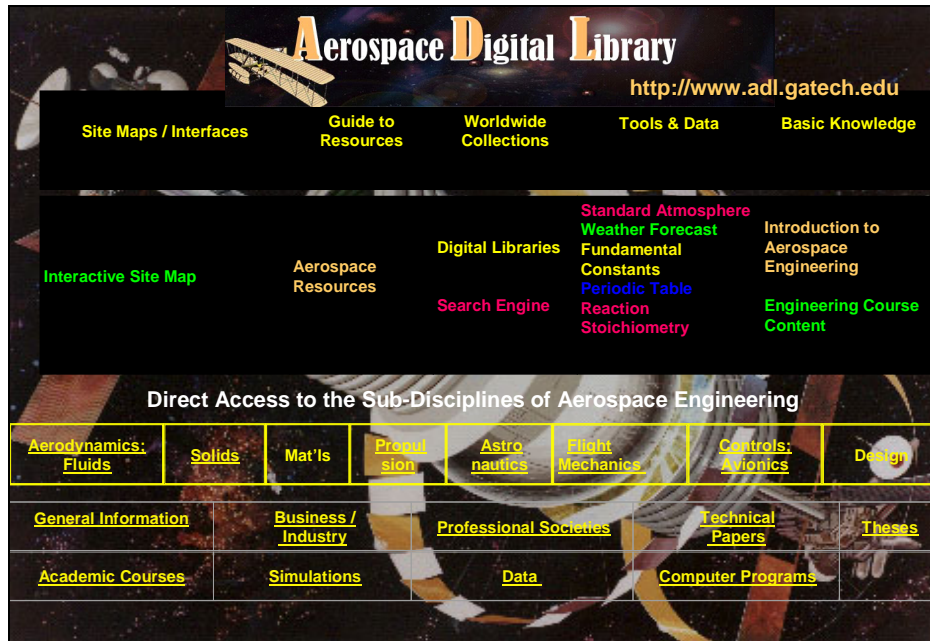 Aerospace Digital Library
http://www.adl.gatech.edu
Site Maps / Interfaces
Guide to
Resources
Worldwide
Collections
Tools & Data
Basic Knowledge
Interactive Site Map
Aerospace
Resources
Digital Libraries
Search Engine
Standard Atmosphere
Weather Forecast
Fundamental
Constants
Periodic Table
Reaction
Stoichiometry
Introduction to
Aerospace
Engineering
Engineering Course
Content
Direct Access to the Sub-Disciplines of Aerospace Engineering
Aerodynamics;
Fluids
Solids
Mat'ls
Propul
sion
Astro
nautics
Flight
Mechanics
Controls;
Avionics
Design
General Information
Business /
Industry
Professional Societies
Technical
Papers
Theses
Academic Courses
Simulations
Data
Computer Programs